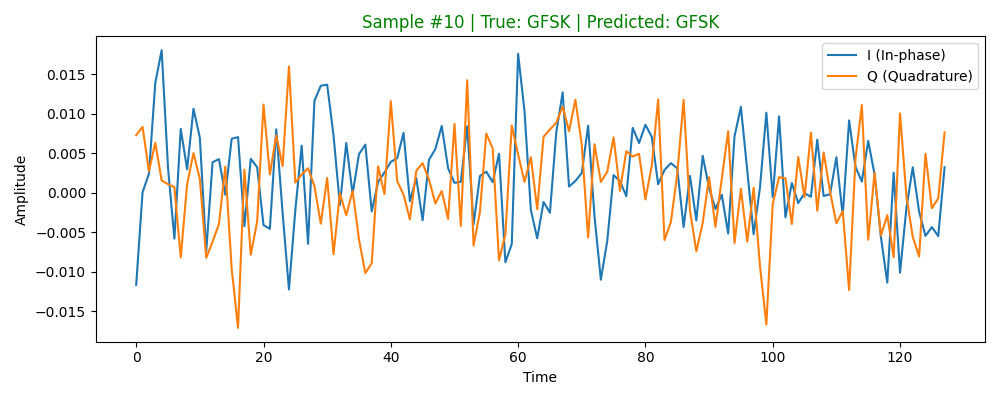 Sample #10 | True: GFSK | Predicted: GFSK
I (In-phase)
Q (Quadrature)
0.015
0.010
0.005
0.000
−0.005
−0.010
−0.015
Amplitude
0 20 40 60 80 100 120
Time